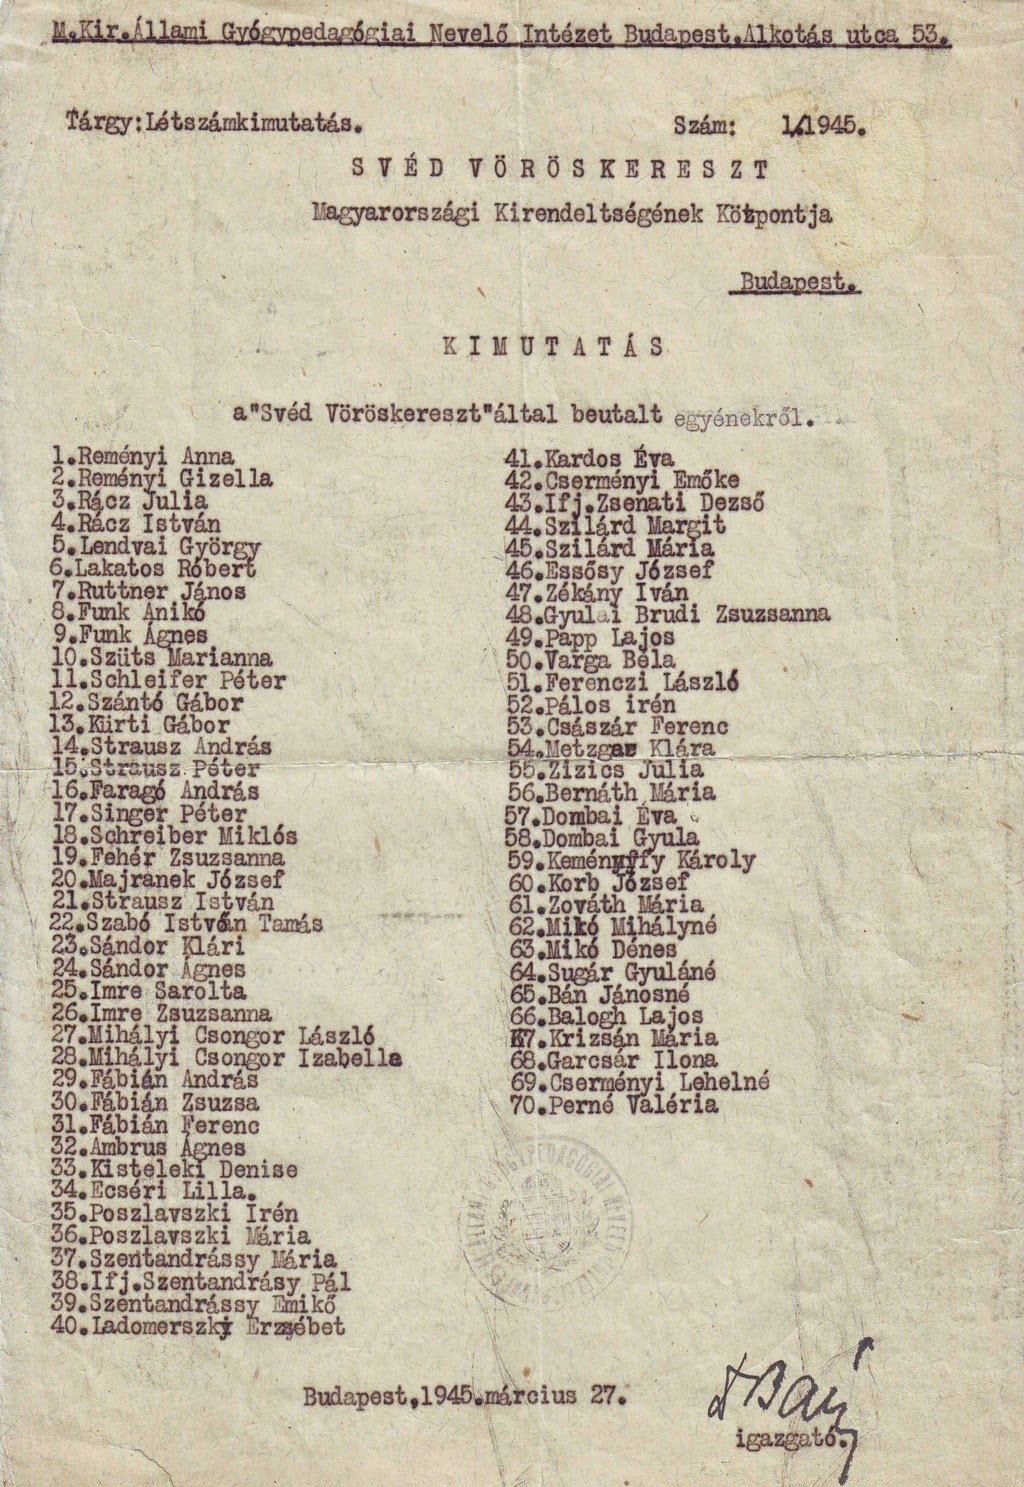 M.Kir.Állami Gyógypedagógiai Nevelő Intézet Budapest.Alkotás utca 53.
Tárgy:Létszámkimutatás.
Szám: 1/1945.
SVÉD VÖRÖSKERESZT
Magyarországi Kirendeltségének Központja
Budapest.
KIMUTATÁS
a"Svéd Vöröskereszt"által beutalt egyénekről.
1.Reményi Anna
2.Reményi Gizella
3.Rácz Julia
4.Rácz István
5.Lendvai György
6.Lakatos Róbert
7.Ruttner János
8.Funk Anikó
9.Funk Ágnes
10.Szüts Marianna
11.Schleifer Péter
12.Szántó Gábor
13.Kürti Gábor
14.Strausz András
15.Strausz Péter
16.Faragó András
17.Singer Péter
18.Schreiber Miklós
19.Fehér Zsuzsanna
20.Majranek József
21.Strausz István
22.Szabó István Tamás
23.Sándor Klári
24.Sándor Ágnes
25.Imre Sarolta
26.Imre Zsuzsanna
27.Mihályi Csongor László
28.Mihályi Csongor Izabella
29.Fábián András
30.Fábián Zsuzsa
31.Fábián Ferenc
32.Ambrus Ágnes
33.Kisteleki Denise
34.Ecséri Lilla.
35.Poszlavszki Irén
36.Poszlavszki Mária
37.Szentandrássy Mária
38.Ifj.Szentandrásy Pál
39.Szentandrássy Emikő
40.Ladomerszky Erzsébet
41.Kardos Éva
42.Cserményi Emőke
43.Ifj.Zsenati Dezső
44.Szilárd Margit
45.Szilárd Mária
46.Essősy József
47.Zékány Iván
48.Gyulai Brudi Zsuzsanna
49.Papp Lajos
50.Varga Béla
51.Ferenczi László
52.Pálos irén
53.Császár Ferenc
54.Metzgar Klára
55.Zizics Julia
56.Bernáth Mária
57.Dombai Éva
58.Dombai Gyula
59.Keményffy Károly
60.Korb József
61.Zováth Mária
62.Mikó Mihályné
63.Mikó Dénes
64.Sugár Gyuláné
65.Bán Jánosné
66.Balogh Lajos
67.Krizsán Mária
68.Garcsár Ilona
69.Cserményi Lehelné
70.Perné Valéria
Budapest,1945.március 27.
igazgató.